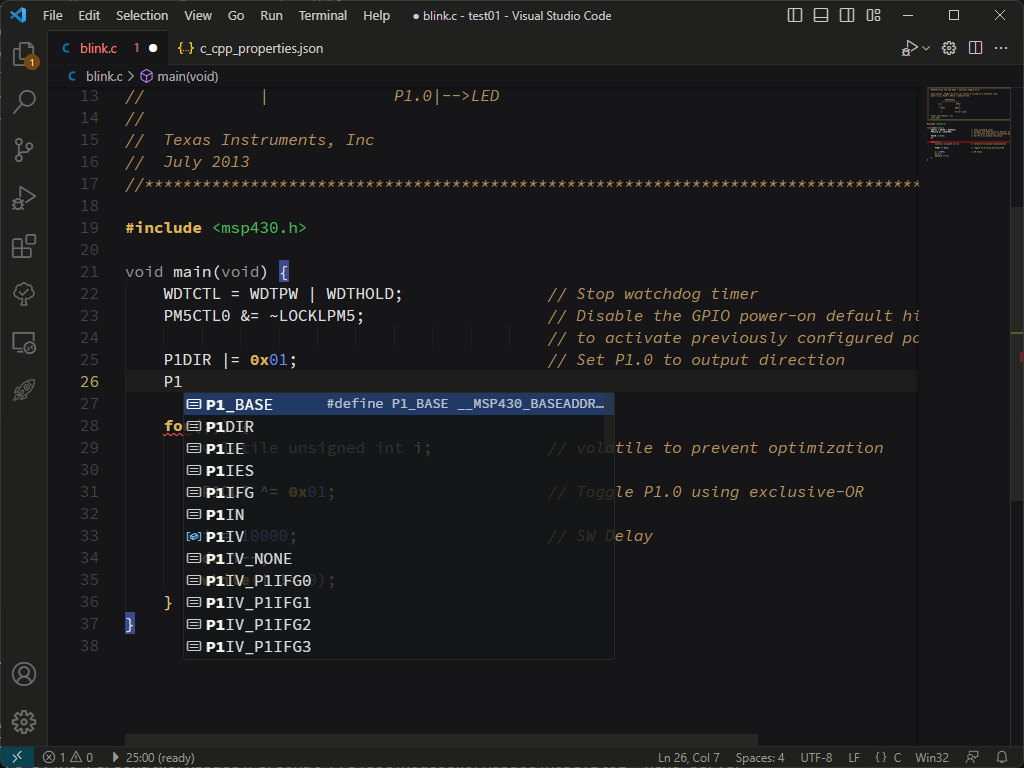 File Edit Selection View Go Run Terminal Help ● blink.c - test01 - Visual Studio Code
C blink.c 1 ● {..} c_cpp_properties.json
C blink.c > main(void)
13 // | P1.0|-->LED
14 //
15 // Texas Instruments, Inc
16 // July 2013
17 //*********************************************************************************
18
19 #include <msp430.h>
20
21 void main(void) {
22 WDTCTL = WDTPW | WDTHOLD; // Stop watchdog timer
23 PM5CTL0 &= ~LOCKLPM5; // Disable the GPIO power-on default hi
24 // to activate previously configured po
25 P1DIR |= 0x01; // Set P1.0 to output direction
26 P1
27 P1_BASE #define P1_BASE __MSP430_BASEADDR…
28 fo P1DIR
29 P1IE tile unsigned int i; // volatile to prevent optimization
30 P1IES
31 P1IFG ^= 0x01; // Toggle P1.0 using exclusive-OR
32 P1IN
33 P1IV 10000; // SW Delay
34 P1IV_NONE
35 P1IV_P1IFG0 );
36 } P1IV_P1IFG1
37 } P1IV_P1IFG2
38 P1IV_P1IFG3
1
1 0 25:00 (ready) Ln 26, Col 7 Spaces: 4 UTF-8 LF {} C Win32